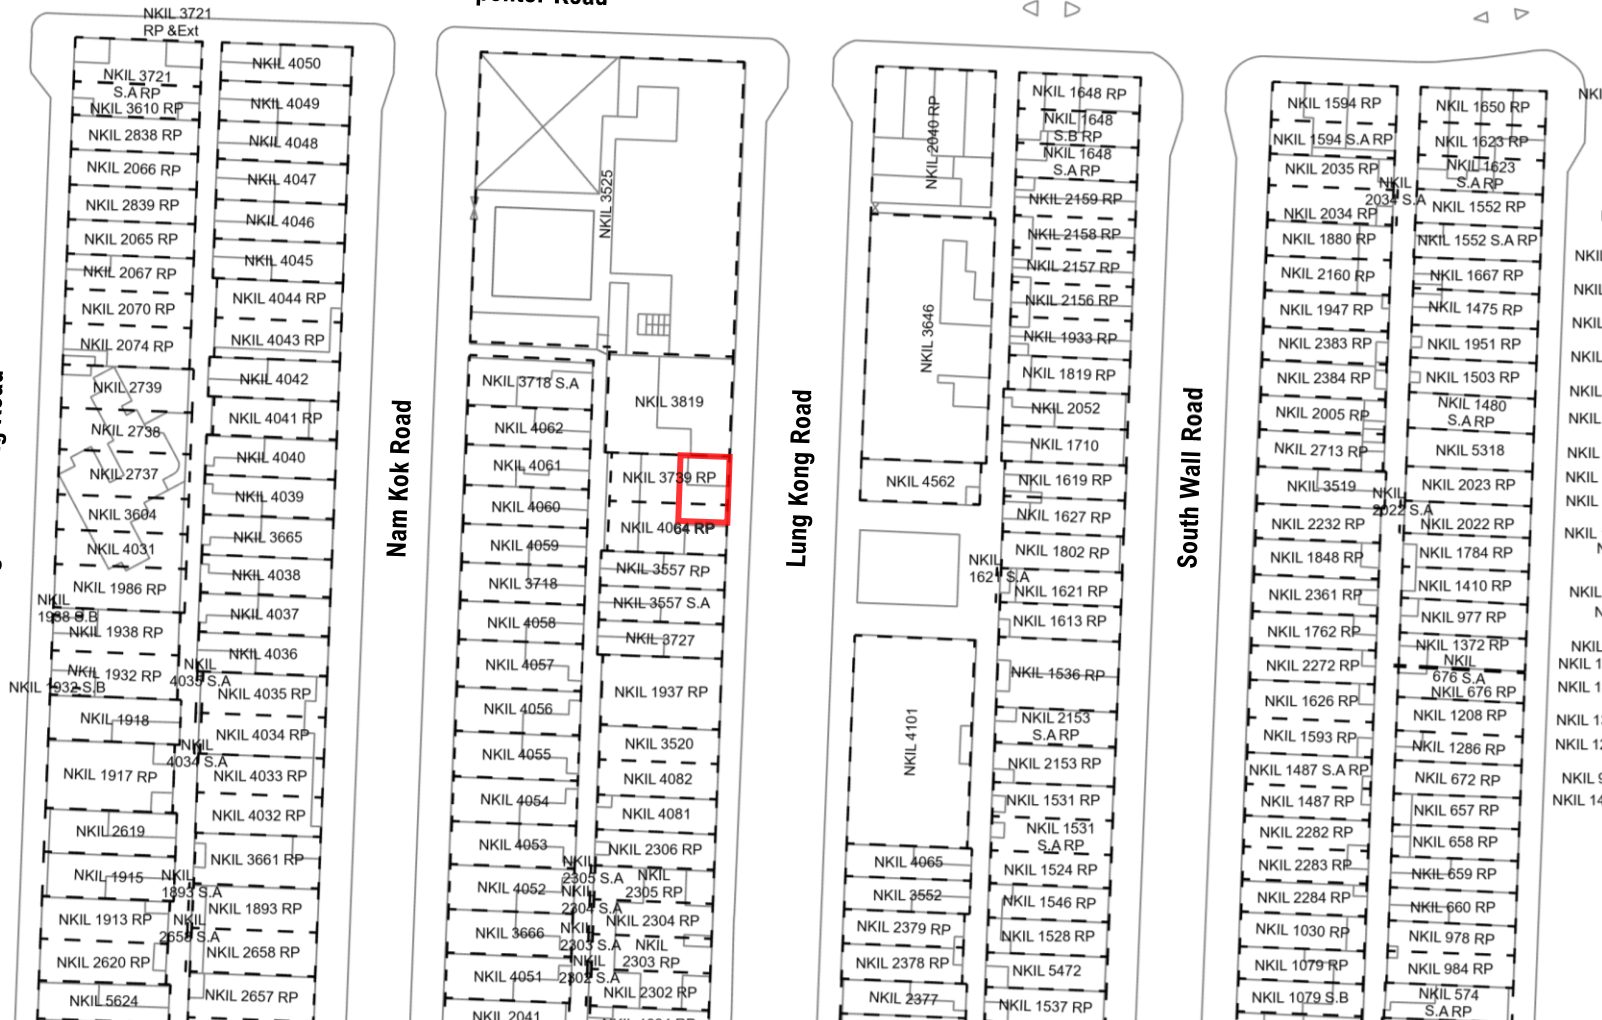 NKIL 3721
RP &Ext
NKIL 3721
S.A RP
NKIL 3610 RP
NKIL 2838 RP
NKIL 2066 RP
NKIL 2839 RP
NKIL 2065 RP
NKIL 2067 RP
NKIL 2070 RP
NKIL 2074 RP
NKIL 2739
NKIL 2738
NKIL 2737
NKIL 3604
NKIL 4031
NKIL 1986 RP
NKIL
1938 S.B
NKIL 1938 RP
NKIL 1932 RP
NKIL 1932 S.B
NKIL 1918
NKIL 1917 RP
NKIL 2619
NKIL 1915
NKIL 1913 RP
NKIL 2620 RP
NKIL 5624
NKIL 4050
NKIL 4049
NKIL 4048
NKIL 4047
NKIL 4046
NKIL 4045
NKIL 4044 RP
NKIL 4043 RP
NKIL 4042
NKIL 4041 RP
NKIL 4040
NKIL 4039
NKIL 3665
NKIL 4038
NKIL 4037
NKIL 4036
NKIL
4035 S.A
NKIL 4035 RP
NKIL 4034 RP
NKIL
4034 S.A
NKIL 4033 RP
NKIL 4032 RP
NKIL 3661 RP
NKIL
1893 S.A
NKIL 1893 RP
NKIL
2658 S.A
NKIL 2658 RP
NKIL 2657 RP
Nam Kok Road
Road
NKIL 3525
NKIL 3718 S.A
NKIL 4062
NKIL 4061
NKIL 4060
NKIL 4059
NKIL 3718
NKIL 4058
NKIL 4057
NKIL 4056
NKIL 4055
NKIL 4054
NKIL 4053
NKIL 4052
NKIL 3666
NKIL 4051
NKIL 2041
NKIL 3819
NKIL 3739 RP
NKIL 4064 RP
NKIL 3557 RP
NKIL 3557 S.A
NKIL 3727
NKIL 1937 RP
NKIL 3520
NKIL 4082
NKIL 4081
NKIL 2306 RP
NKIL
2305 S.A
NKIL
2305 RP
NKIL
2304 S.A
NKIL 2304 RP
NKIL
2303 S.A
NKIL
2303 RP
NKIL
2302 S.A
NKIL 2302 RP
Lung Kong Road
NKIL 2040 RP
NKIL 3646
NKIL 4562
NKIL 4101
NKIL 4065
NKIL 3552
NKIL 2379 RP
NKIL 2378 RP
NKIL 2377
NKIL 1648 RP
NKIL 1648
S.B RP
NKIL 1648
S.A RP
NKIL 2159 RP
NKIL 2158 RP
NKIL 2157 RP
NKIL 2156 RP
NKIL 1933 RP
NKIL 1819 RP
NKIL 2052
NKIL 1710
NKIL 1619 RP
NKIL 1627 RP
NKIL 1802 RP
NKIL
1621 S.A
NKIL 1621 RP
NKIL 1613 RP
NKIL 1536 RP
NKIL 2153
S.A RP
NKIL 2153 RP
NKIL 1531 RP
NKIL 1531
S.A RP
NKIL 1524 RP
NKIL 1546 RP
NKIL 1528 RP
NKIL 5472
NKIL 1537 RP
South Wall Road
NKIL 1594 RP
NKIL 1594 S.A RP
NKIL 2035 RP
NKIL
2034 S.A
NKIL 2034 RP
NKIL 1880 RP
NKIL 2160 RP
NKIL 1947 RP
NKIL 2383 RP
NKIL 2384 RP
NKIL 2005 RP
NKIL 2713 RP
NKIL 3519
NKIL
2022 S.A
NKIL 2232 RP
NKIL 1848 RP
NKIL 2361 RP
NKIL 1762 RP
NKIL 2272 RP
NKIL 1626 RP
NKIL 1593 RP
NKIL 1487 S.A RP
NKIL 1487 RP
NKIL 2282 RP
NKIL 2283 RP
NKIL 2284 RP
NKIL 1030 RP
NKIL 1079 RP
NKIL 1079 S.B
NKIL 1650 RP
NKIL 1623 RP
NKIL 1623
S.A RP
NKIL 1552 RP
NKIL 1552 S.A RP
NKIL 1667 RP
NKIL 1475 RP
NKIL 1951 RP
NKIL 1503 RP
NKIL 1480
S.A RP
NKIL 5318
NKIL 2023 RP
NKIL 2022 RP
NKIL 1784 RP
NKIL 1410 RP
NKIL 977 RP
NKIL 1372 RP
NKIL
676 S.A
NKIL 676 RP
NKIL 1208 RP
NKIL 1286 RP
NKIL 672 RP
NKIL 657 RP
NKIL 658 RP
NKIL 659 RP
NKIL 660 RP
NKIL 978 RP
NKIL 984 RP
NKIL 574
S.A RP